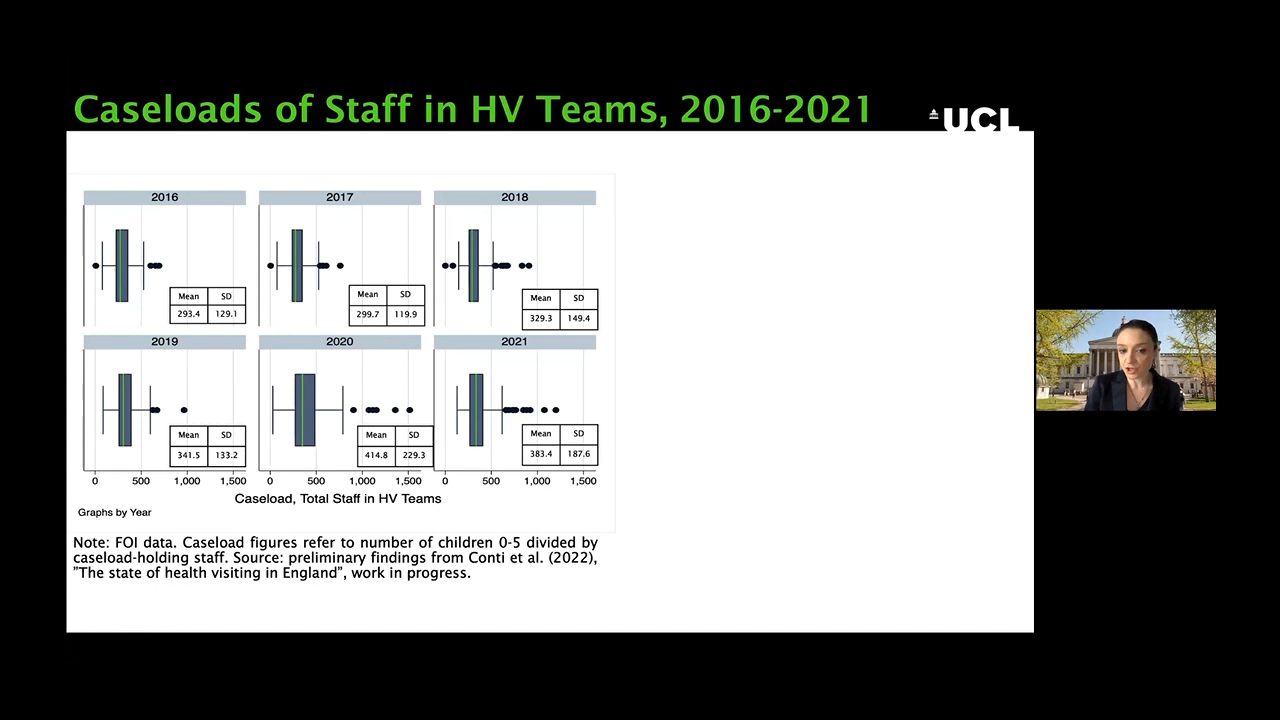 Caseloads of Staff in HV Teams, 2016-2021
UCL
2016
2017
2018
Mean SD
293.4 129.1
Mean SD
299.7 119.9
Mean SD
329.3 149.4
2019
2020
2021
Mean SD
341.5 133.2
Mean SD
414.8 229.3
Mean SD
383.4 187.6
0 500 1,000 1,500
0 500 1,000 1,500
0 500 1,000 1,500
Caseload, Total Staff in HV Teams
Graphs by Year
Note: FOI data. Caseload figures refer to number of children 0-5 divided by
caseload-holding staff. Source: preliminary findings from Conti et al. (2022),
"The state of health visiting in England", work in progress.